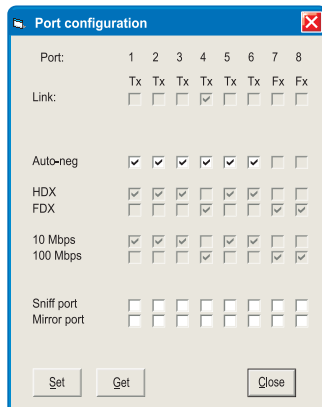 Port configuration
Port: 1 2 3 4 5 6 7 8
Tx Tx Tx Tx Tx Tx Fx Fx
Link:
Auto-neg
HDX
FDX
10 Mbps
100 Mbps
Sniff port
Mirror port
Set Get Close